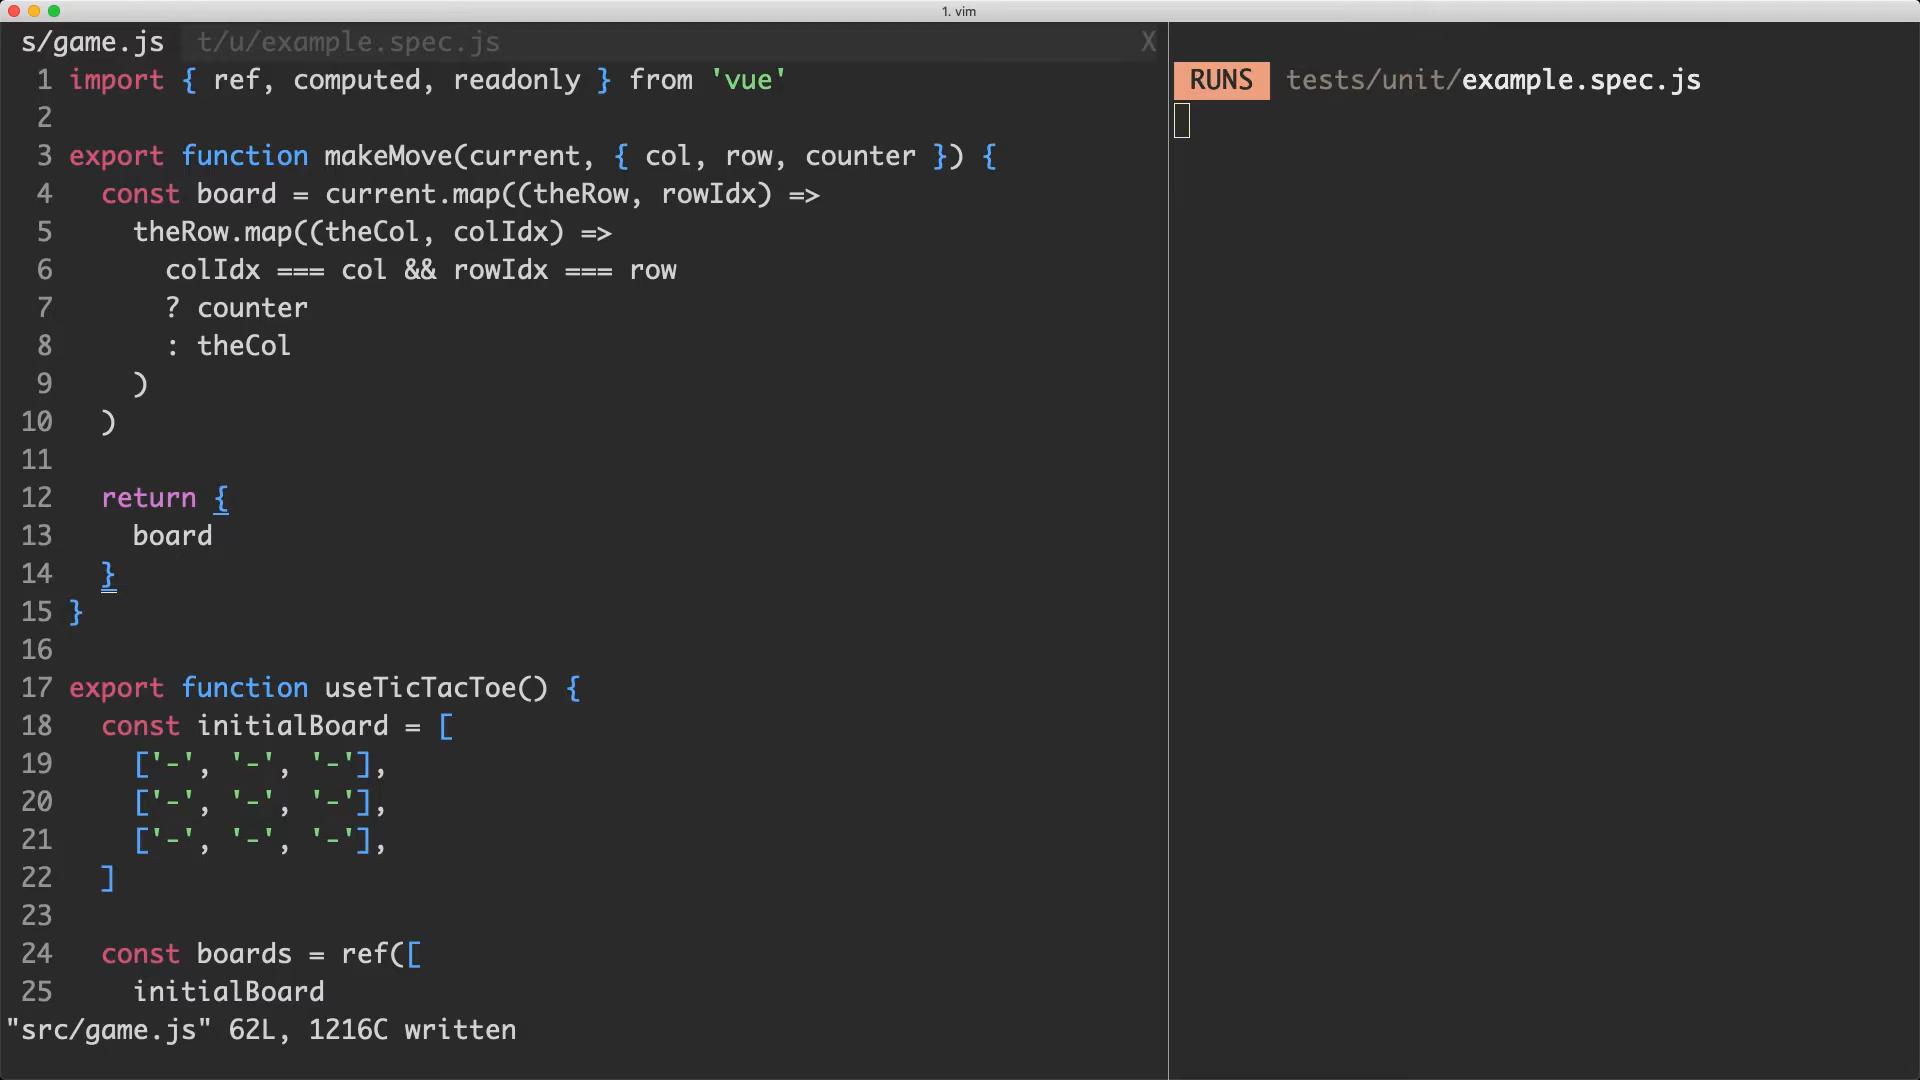 1. vim
s/game.js t/u/example.spec.js X
1 import { ref, computed, readonly } from 'vue'
2
3 export function makeMove(current, { col, row, counter }) {
4   const board = current.map((theRow, rowIdx) =>
5     theRow.map((theCol, colIdx) =>
6       colIdx === col && rowIdx === row
7       ? counter
8       : theCol
9     )
10   )
11
12   return {
13     board
14   }
15 }
16
17 export function useTicTacToe() {
18   const initialBoard = [
19     ['-', '-', '-'],
20     ['-', '-', '-'],
21     ['-', '-', '-'],
22   ]
23
24   const boards = ref([
25     initialBoard
"src/game.js" 62L, 1216C written
RUNS tests/unit/example.spec.js